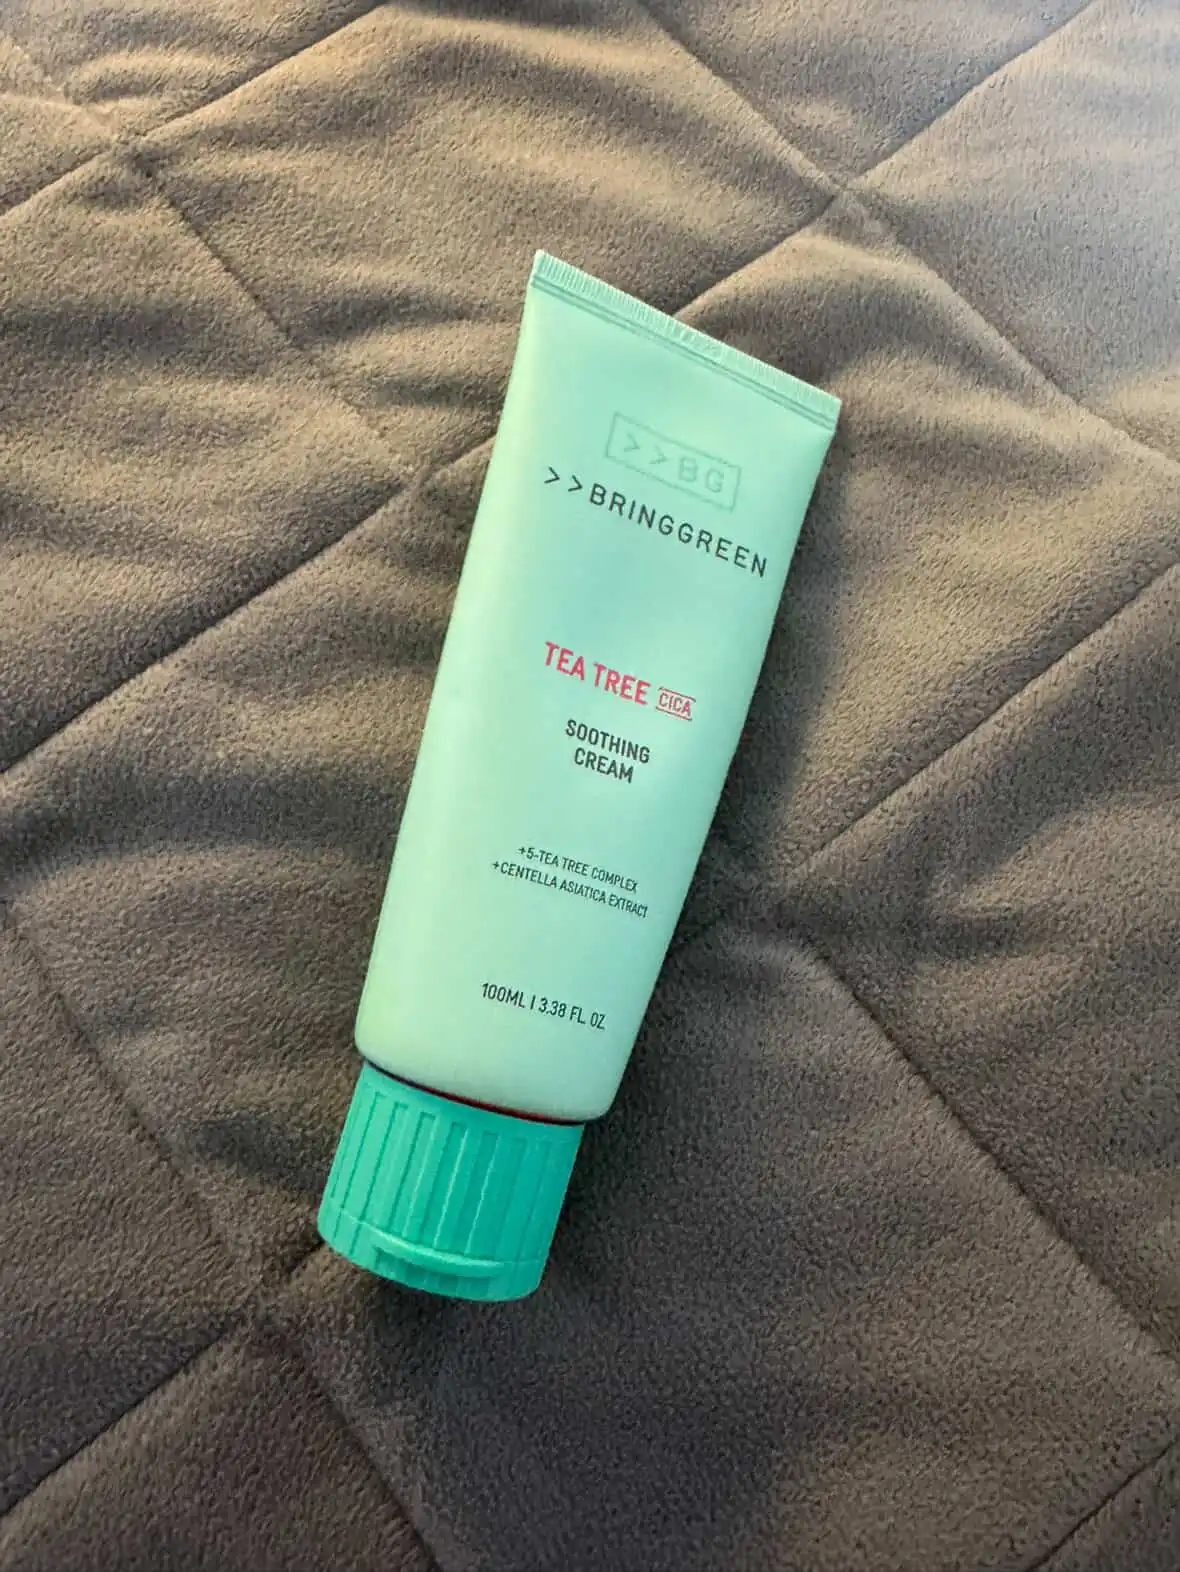 >>BG
>>BRINGGREEN
TEA TREE CICA
SOOTHING
CREAM
+5-TEA TREE COMPLEX
+CENTELLA ASIATICA EXTRACT
100ML | 3.38 FL. OZ.